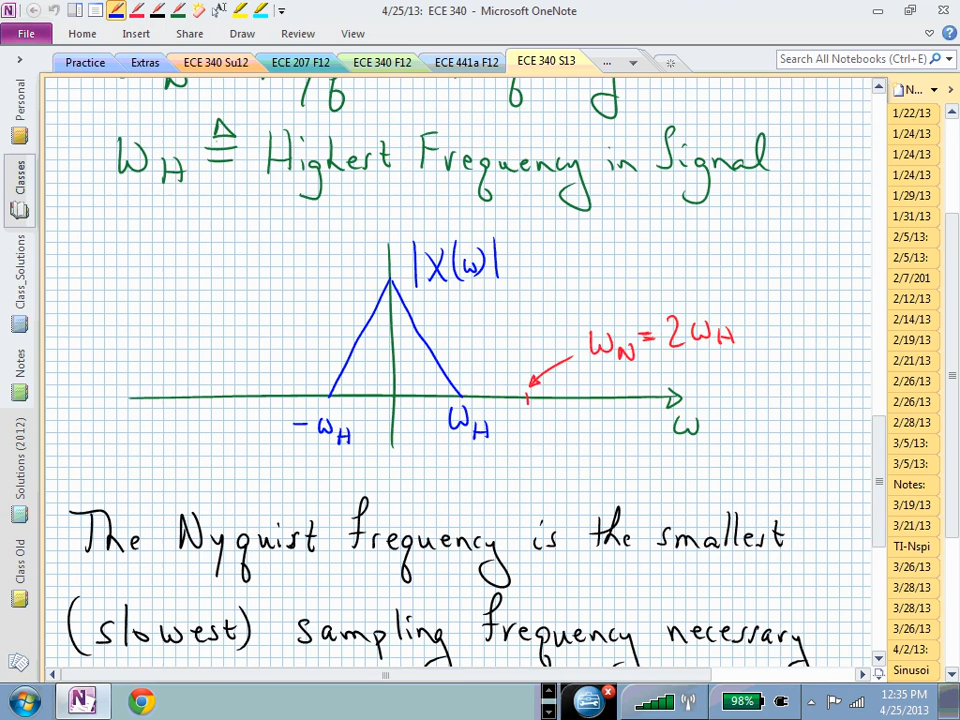 4/25/13: ECE 340 - Microsoft OneNote
File Home Insert Share Draw Review View
Practice Extras ECE 340 Su12 ECE 207 F12 ECE 340 F12 ECE 441a F12 ECE 340 S13 ...
Search All Notebooks (Ctrl+E)
Personal
Classes
Class_Solutions
Notes
Solutions (2012)
Class Old
ω_H ≜ Highest Frequency in Signal
|X(ω)|
ω_N = 2ω_H
-ω_H ω_H ω
The Nyquist frequency is the smallest
(slowest) sampling frequency necessary
N...
1/22/13
1/24/13
1/24/13
1/24/13
1/29/13
1/31/13
2/5/13:
2/5/13:
2/7/201
2/12/13
2/14/13
2/19/13
2/21/13
2/26/13
2/26/13
2/28/13
3/5/13:
3/5/13:
Notes:
3/19/13
3/21/13
TI-Nspi
3/26/13
3/28/13
3/28/13
3/26/13
4/2/13:
Sinusoi
98%
12:35 PM
4/25/2013